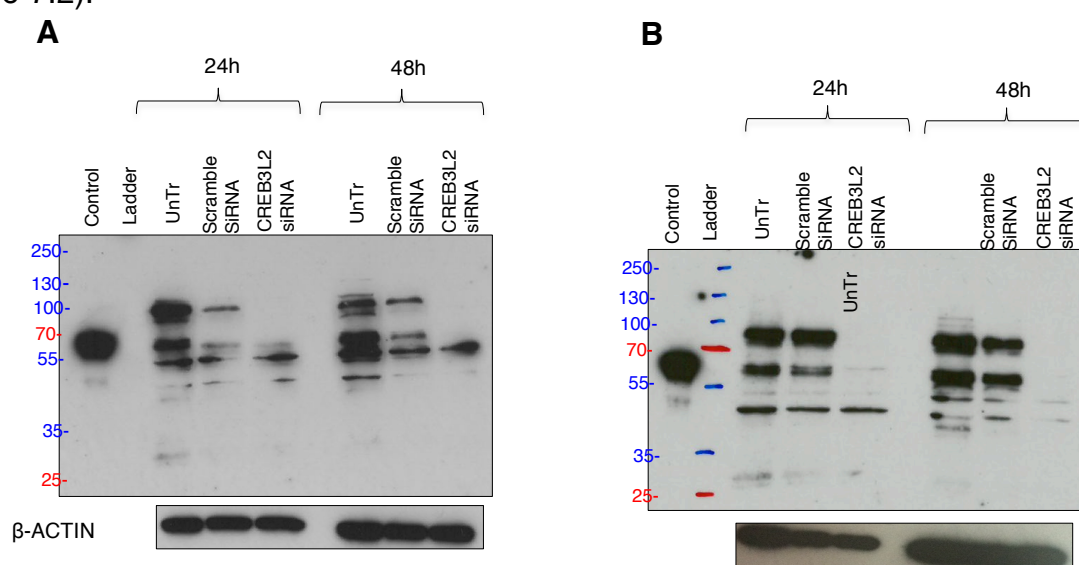 A
B
24h
48h
24h
48h
Control
Ladder
UnTr
Scramble
SiRNA
CREB3L2
siRNA
UnTr
Scramble
SiRNA
CREB3L2
siRNA
Control
Ladder
UnTr
Scramble
SiRNA
CREB3L2
siRNA
UnTr
Scramble
SiRNA
CREB3L2
siRNA
250-
130-
100-
70-
55-
35-
25-
250-
130-
100-
70-
55-
35-
25-
β-ACTIN